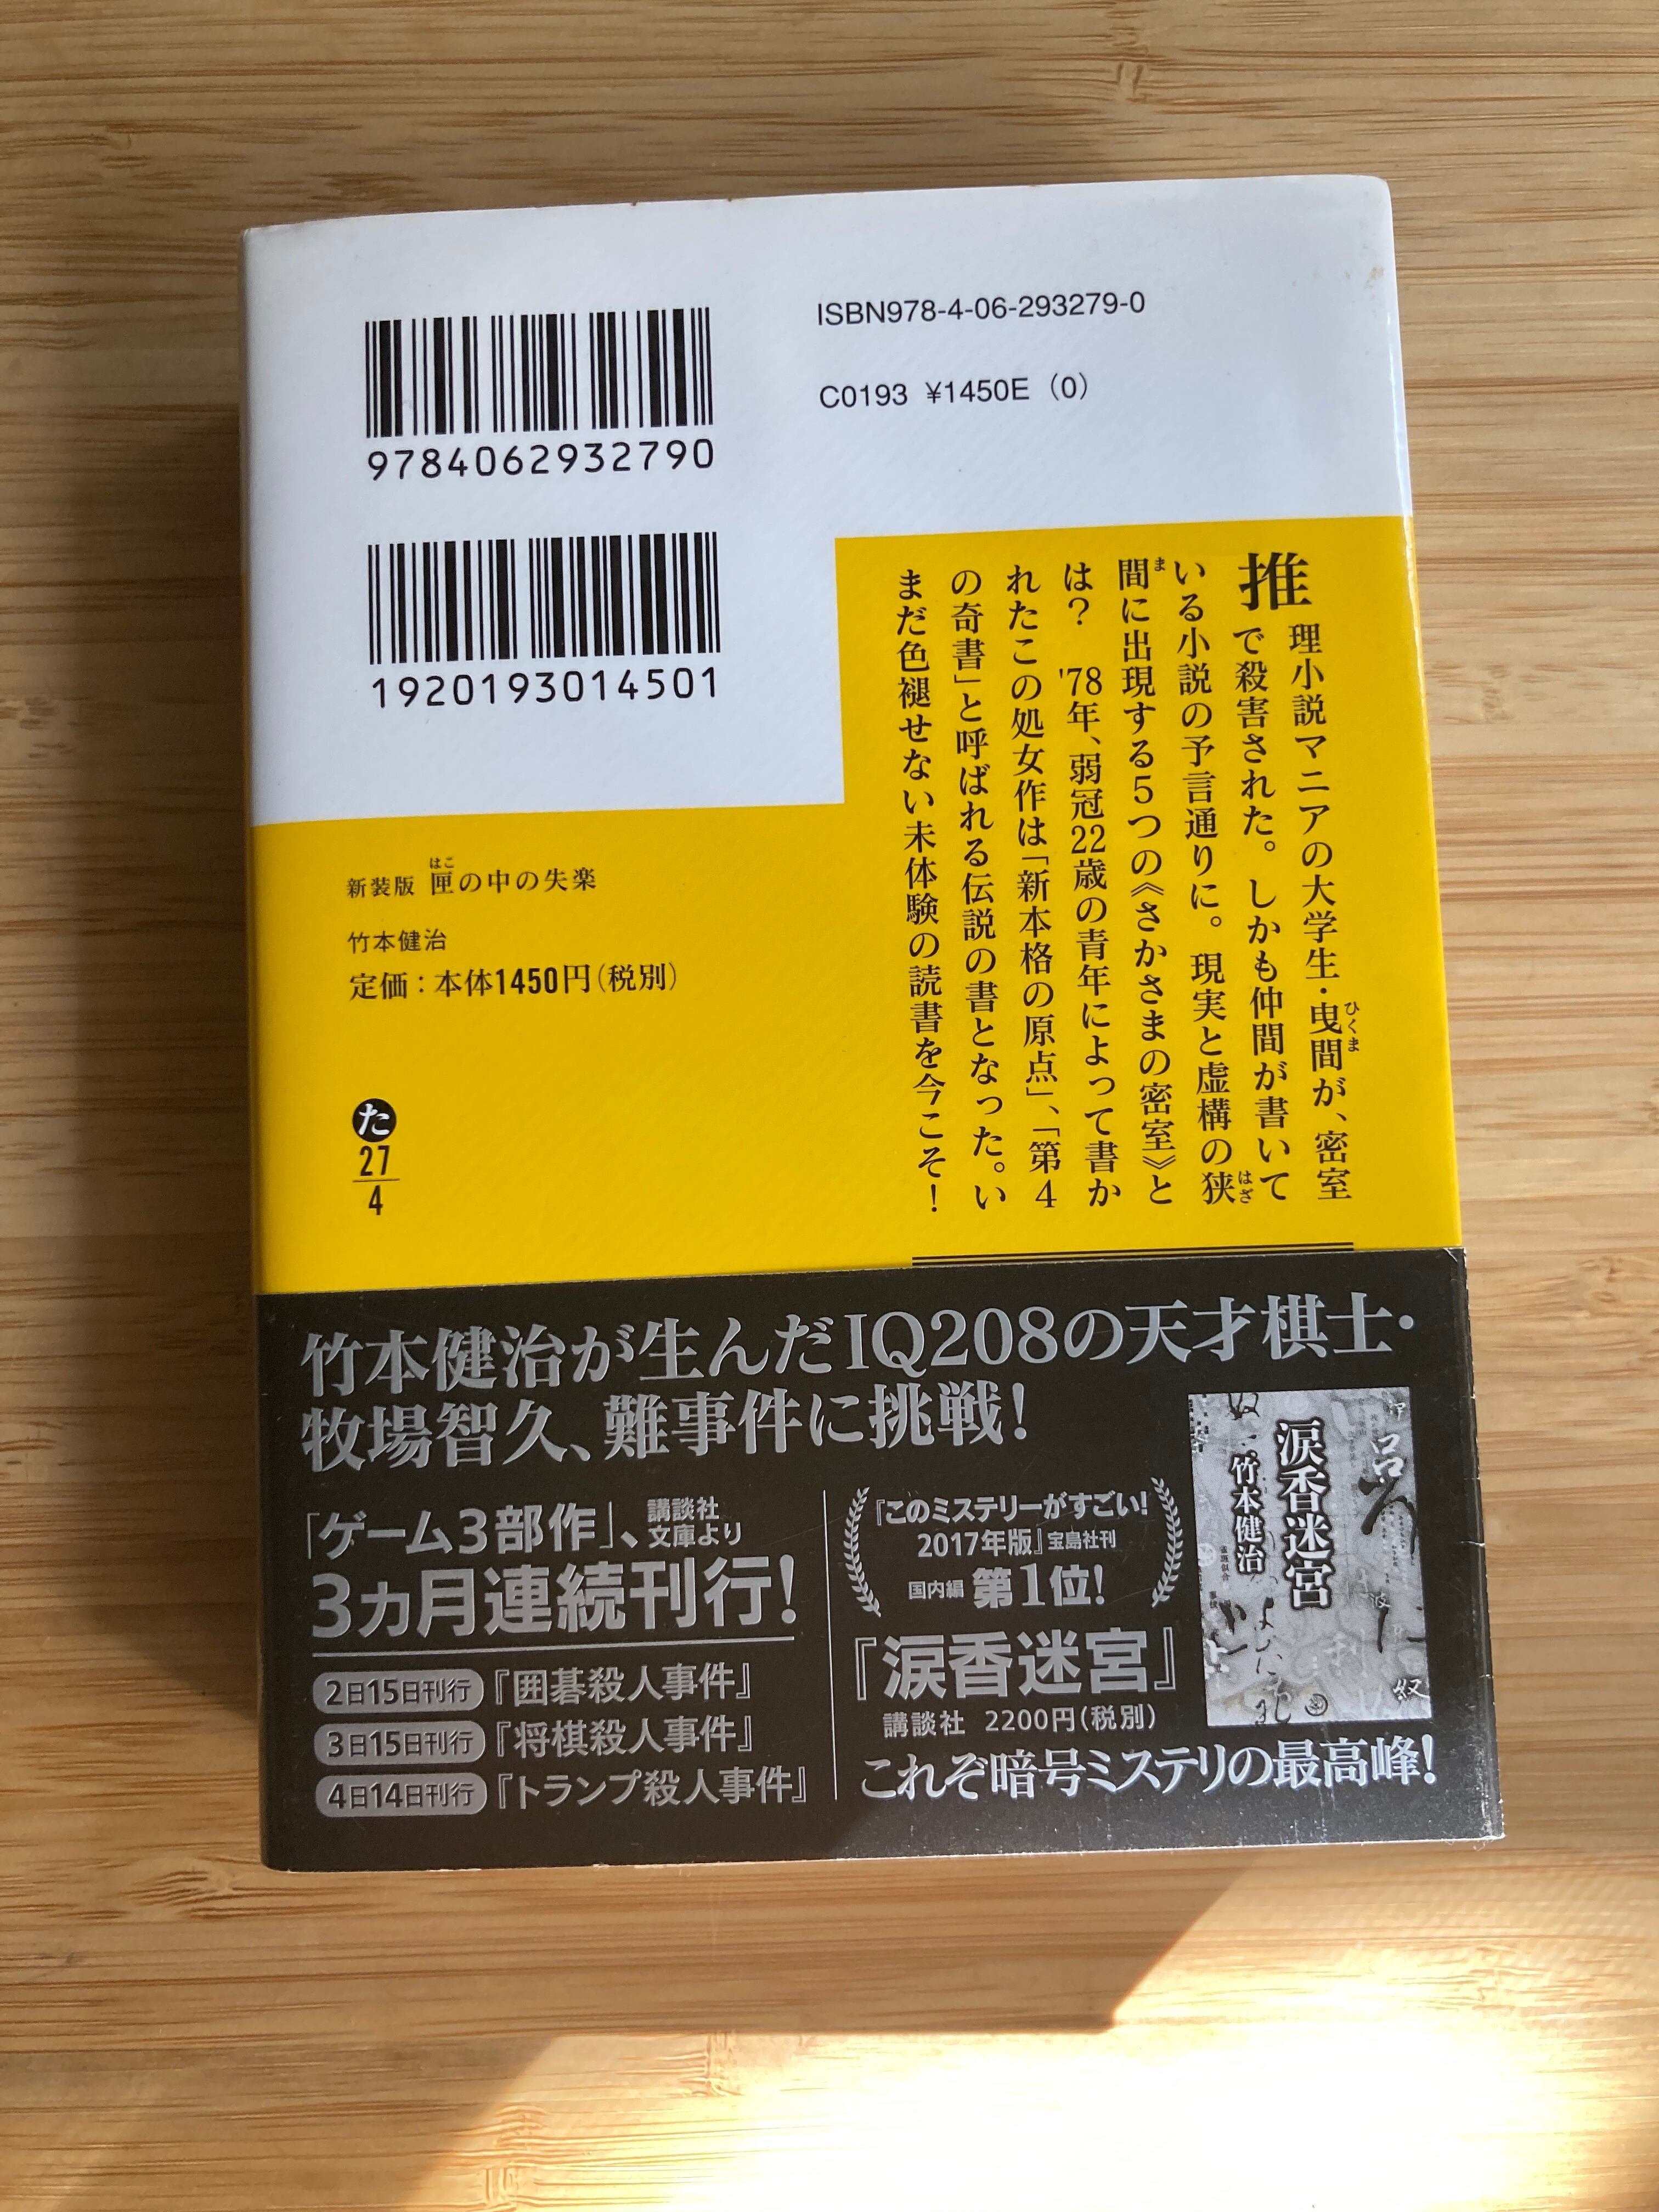 ISBN978-4-06-293279-0
C0193 ¥1450E (0)
9784062932790
1920193014501
推理小説マニアの大学生・曳間が、密室
で殺害された。しかも仲間が書いて
いる小説の予言通りに。現実と虚構の狭
間に出現する5つの《さかさまの密室》と
は? '78年、弱冠22歳の青年によって書か
れたこの処女作は「新本格の原点」、「第4
の奇書」と呼ばれる伝説の書となった。い
まだ色褪せない未体験の読書を今こそ!
ひくま
はざ
ま
はこ
新装版 匣の中の失楽
竹本健治
定価:本体1450円(税別)
た
27
4
竹本健治が生んだIQ208の天才棋士・
牧場智久、難事件に挑戦!
「ゲーム3部作」、講談社文庫より
3カ月連続刊行!
2日15日刊行『囲碁殺人事件』
3日15日刊行『将棋殺人事件』
4日14日刊行『トランプ殺人事件』
『このミステリーがすごい!
2017年版』宝島社刊
国内編 第1位!
『涙香迷宮』
講談社 2200円(税別)
これぞ暗号ミステリの最高峰!
涙香迷宮
竹本健治